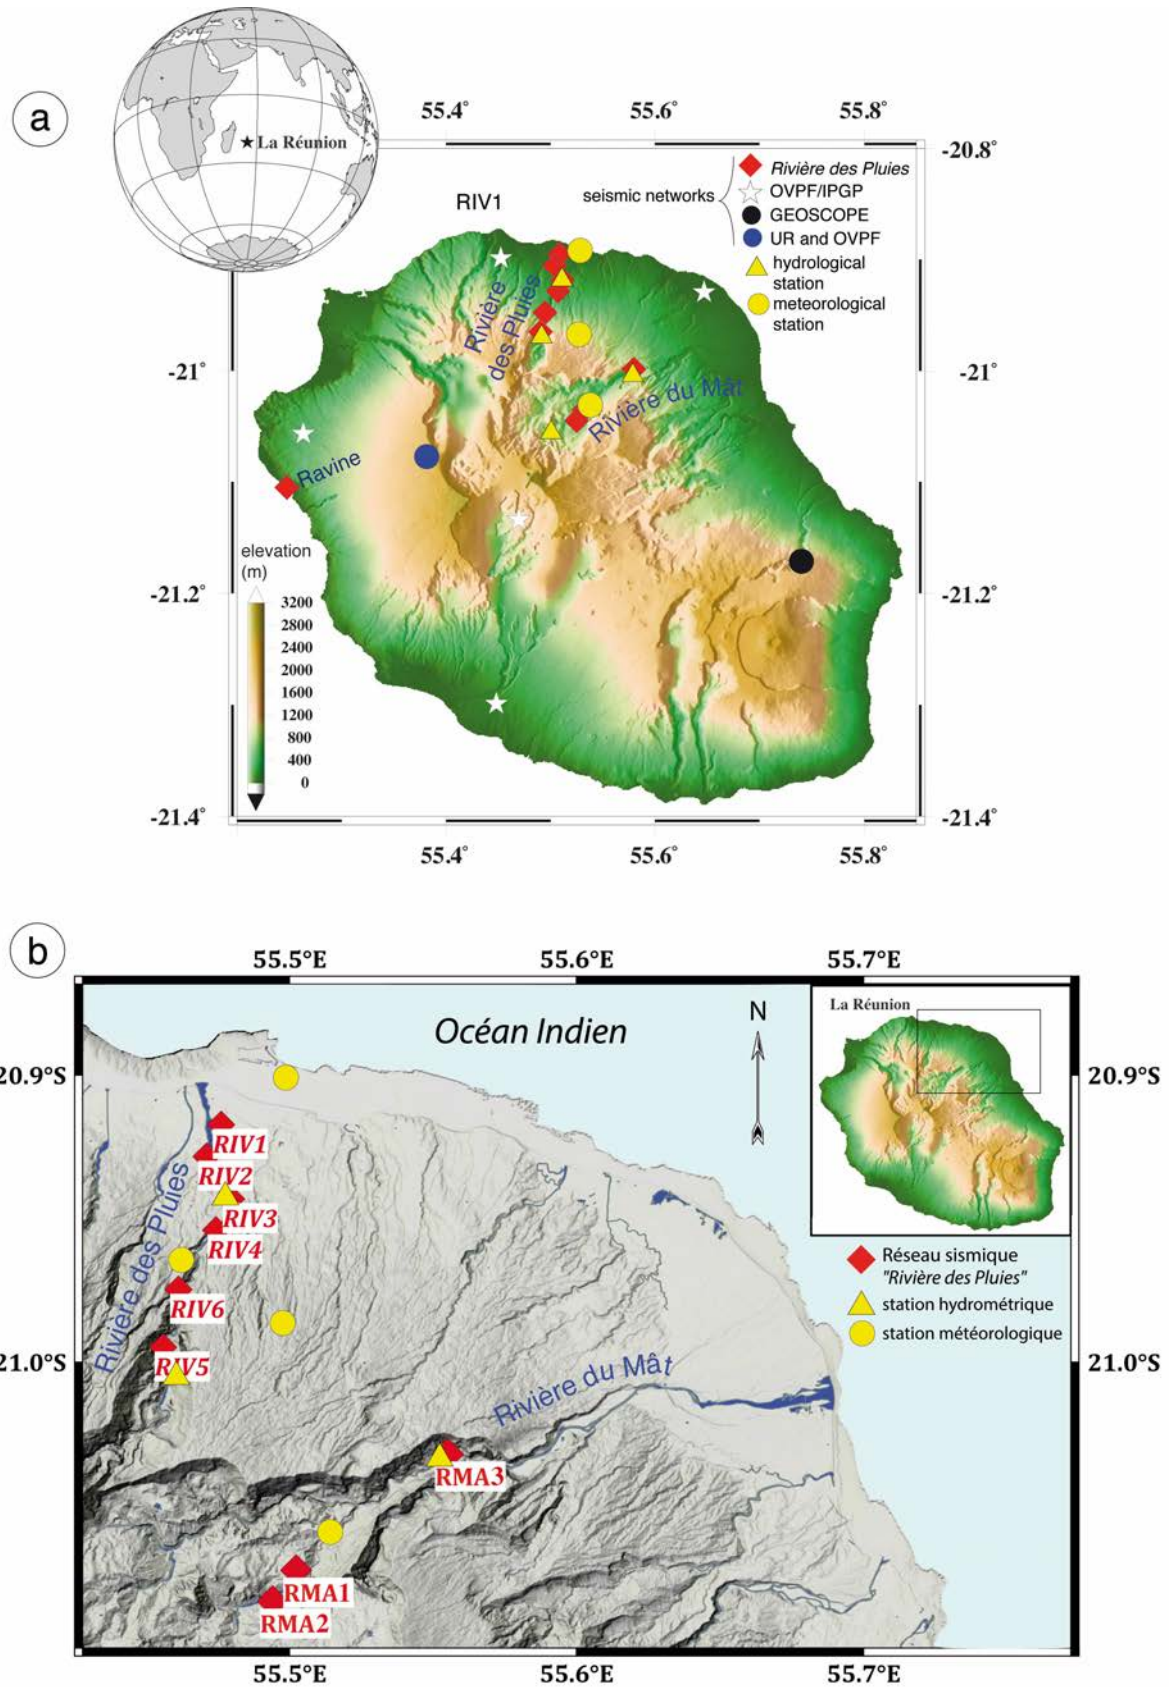 a
La Réunion
55.4°
55.6°
55.8°
-20.8°
Rivière des Pluies
seismic networks
OVPF/IPGP
GEOSCOPE
UR and OVPF
hydrological
station
meteorological
station
RIV1
Rivière
des Pluies
-21°
-21°
Rivière du Mât
Ravine
elevation
(m)
3200
2800
2400
2000
1600
1200
800
400
0
-21.2°
-21.2°
-21.4°
-21.4°
55.4°
55.6°
55.8°
b
55.5°E
55.6°E
55.7°E
Océan Indien
N
La Réunion
20.9°S
20.9°S
RIV1
RIV2
RIV3
RIV4
RIV6
RIV5
Rivière des Pluies
Réseau sismique
"Rivière des Pluies"
station hydrométrique
station météorologique
21.0°S
21.0°S
Rivière du Mât
RMA3
RMA1
RMA2
55.5°E
55.6°E
55.7°E